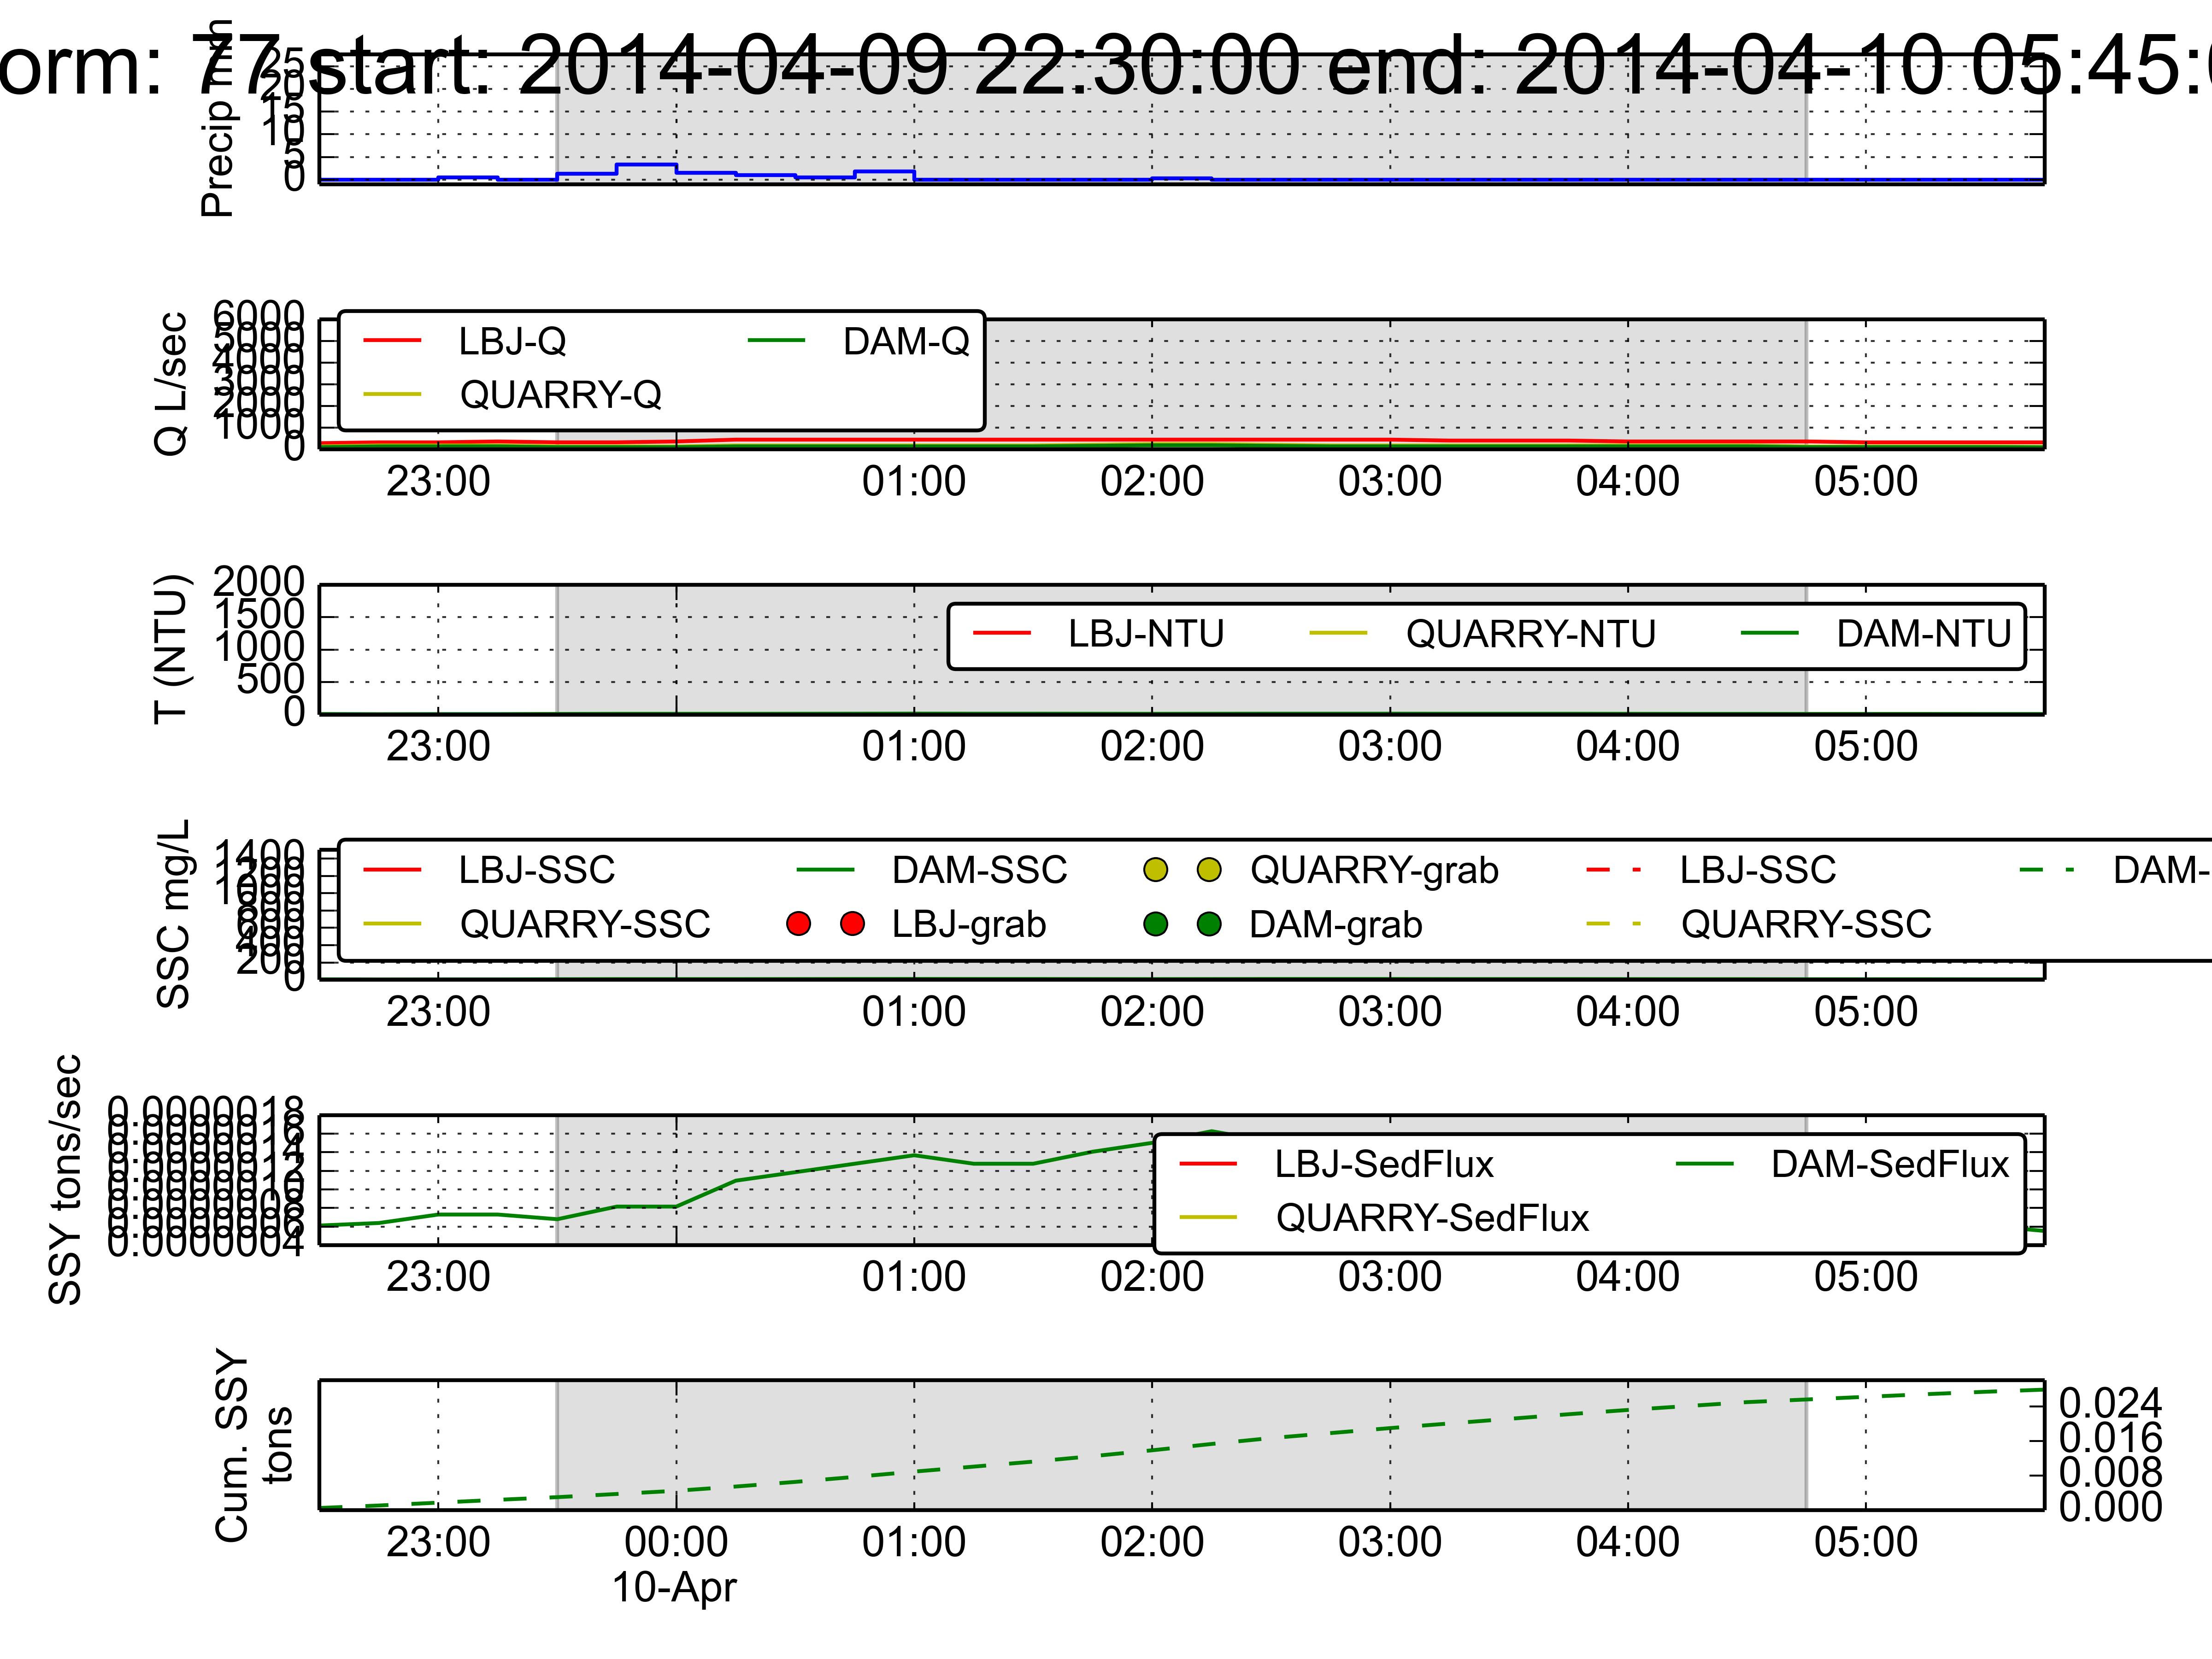 orm: 77 start: 2014-04-09 22:30:00 end: 2014-04-10 05:45:0
Precip mm
25
15
10
5
0
Q L/sec
6000
5000
4000
3000
2000
1000
0
LBJ-Q
DAM-Q
QUARRY-Q
23:00 01:00 02:00 03:00 04:00 05:00
T (NTU)
2000
1500
1000
500
0
LBJ-NTU QUARRY-NTU DAM-NTU
23:00 01:00 02:00 03:00 04:00 05:00
SSC mg/L
1400
1200
800
400
200
0
LBJ-SSC DAM-SSC QUARRY-grab LBJ-SSC DAM-
QUARRY-SSC LBJ-grab DAM-grab QUARRY-SSC
23:00 01:00 02:00 03:00 04:00 05:00
SSY tons/sec
0.0000018
0.0000016
0.0000014
0.0000012
0.0000010
0.0000008
0.0000006
0.0000004
LBJ-SedFlux DAM-SedFlux
QUARRY-SedFlux
23:00 01:00 02:00 03:00 04:00 05:00
Cum. SSY
tons
0.024
0.016
0.008
0.000
23:00 00:00 01:00 02:00 03:00 04:00 05:00
10-Apr